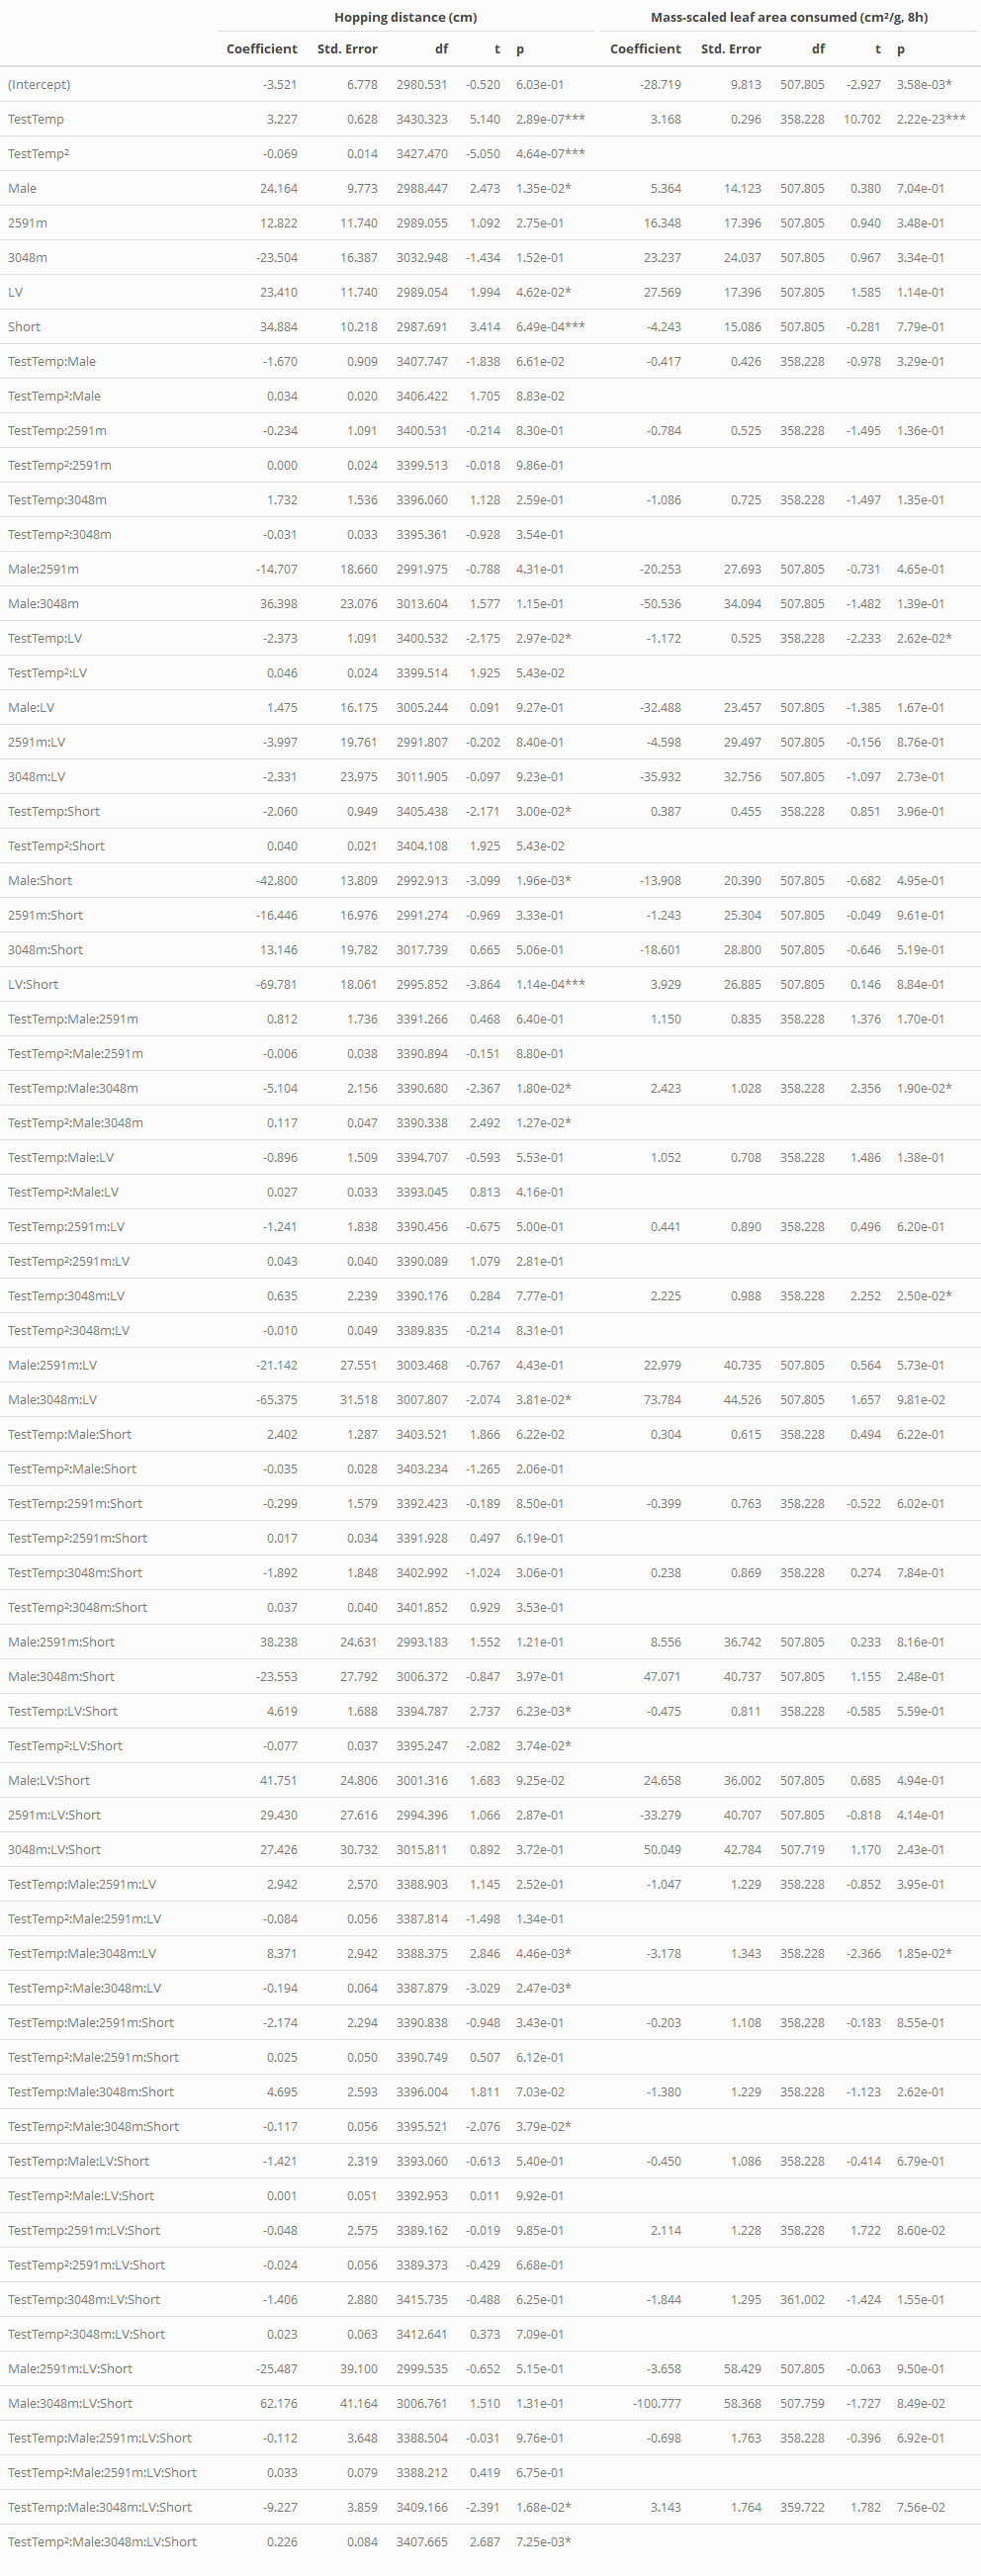 Hopping distance (cm) Mass-scaled leaf area consumed (cm²/g, 8h)
Coefficient Std. Error df t p Coefficient Std. Error df t p
(Intercept) -3.521 6.778 2980.531 -0.520 6.03e-01 -28.719 9.813 507.805 -2.927 3.58e-03*
TestTemp 3.227 0.628 3430.323 5.140 2.89e-07*** 3.168 0.296 358.228 10.702 2.22e-23***
TestTemp² -0.069 0.014 3427.470 -5.050 4.64e-07***
Male 24.164 9.773 2988.447 2.473 1.35e-02* 5.364 14.123 507.805 0.380 7.04e-01
2591m 12.822 11.740 2989.055 1.092 2.75e-01 16.348 17.396 507.805 0.940 3.48e-01
3048m -23.504 16.387 3032.948 -1.434 1.52e-01 23.237 24.037 507.805 0.967 3.34e-01
LV 23.410 11.740 2989.054 1.994 4.62e-02* 27.569 17.396 507.805 1.585 1.14e-01
Short 34.884 10.218 2987.691 3.414 6.49e-04*** -4.243 15.086 507.805 -0.281 7.79e-01
TestTemp:Male -1.670 0.909 3407.747 -1.838 6.61e-02 -0.417 0.426 358.228 -0.978 3.29e-01
TestTemp²:Male 0.034 0.020 3406.422 1.705 8.83e-02
TestTemp:2591m -0.234 1.091 3400.531 -0.214 8.30e-01 -0.784 0.525 358.228 -1.495 1.36e-01
TestTemp²:2591m 0.000 0.024 3399.513 -0.018 9.86e-01
TestTemp:3048m 1.732 1.536 3396.060 1.128 2.59e-01 -1.086 0.725 358.228 -1.497 1.35e-01
TestTemp²:3048m -0.031 0.033 3395.361 -0.928 3.54e-01
Male:2591m -14.707 18.660 2991.975 -0.788 4.31e-01 -20.253 27.693 507.805 -0.731 4.65e-01
Male:3048m 36.398 23.076 3013.604 1.577 1.15e-01 -50.536 34.094 507.805 -1.482 1.39e-01
TestTemp:LV -2.373 1.091 3400.532 -2.175 2.97e-02* -1.172 0.525 358.228 -2.233 2.62e-02*
TestTemp²:LV 0.046 0.024 3399.514 1.925 5.43e-02
Male:LV 1.475 16.175 3005.244 0.091 9.27e-01 -32.488 23.457 507.805 -1.385 1.67e-01
2591m:LV -3.997 19.761 2991.807 -0.202 8.40e-01 -4.598 29.497 507.805 -0.156 8.76e-01
3048m:LV -2.331 23.975 3011.905 -0.097 9.23e-01 -35.932 32.756 507.805 -1.097 2.73e-01
TestTemp:Short -2.060 0.949 3405.438 -2.171 3.00e-02* 0.387 0.455 358.228 0.851 3.96e-01
TestTemp²:Short 0.040 0.021 3404.108 1.925 5.43e-02
Male:Short -42.800 13.809 2992.913 -3.099 1.96e-03* -13.908 20.390 507.805 -0.682 4.95e-01
2591m:Short -16.446 16.976 2991.274 -0.969 3.33e-01 -1.243 25.304 507.805 -0.049 9.61e-01
3048m:Short 13.146 19.782 3017.739 0.665 5.06e-01 -18.601 28.800 507.805 -0.646 5.19e-01
LV:Short -69.781 18.061 2995.852 -3.864 1.14e-04*** 3.929 26.885 507.805 0.146 8.84e-01
TestTemp:Male:2591m 0.812 1.736 3391.266 0.468 6.40e-01 1.150 0.835 358.228 1.376 1.70e-01
TestTemp²:Male:2591m -0.006 0.038 3390.894 -0.151 8.80e-01
TestTemp:Male:3048m -5.104 2.156 3390.680 -2.367 1.80e-02* 2.423 1.028 358.228 2.356 1.90e-02*
TestTemp²:Male:3048m 0.117 0.047 3390.338 2.492 1.27e-02*
TestTemp:Male:LV -0.896 1.509 3394.707 -0.593 5.53e-01 1.052 0.708 358.228 1.486 1.38e-01
TestTemp²:Male:LV 0.027 0.033 3393.045 0.813 4.16e-01
TestTemp:2591m:LV -1.241 1.838 3390.456 -0.675 5.00e-01 0.441 0.890 358.228 0.496 6.20e-01
TestTemp²:2591m:LV 0.043 0.040 3390.089 1.079 2.81e-01
TestTemp:3048m:LV 0.635 2.239 3390.176 0.284 7.77e-01 2.225 0.988 358.228 2.252 2.50e-02*
TestTemp²:3048m:LV -0.010 0.049 3389.835 -0.214 8.31e-01
Male:2591m:LV -21.142 27.551 3003.468 -0.767 4.43e-01 22.979 40.735 507.805 0.564 5.73e-01
Male:3048m:LV -65.375 31.518 3007.807 -2.074 3.81e-02* 73.784 44.526 507.805 1.657 9.81e-02
TestTemp:Male:Short 2.402 1.287 3403.521 1.866 6.22e-02 0.304 0.615 358.228 0.494 6.22e-01
TestTemp²:Male:Short -0.035 0.028 3403.234 -1.265 2.06e-01
TestTemp:2591m:Short -0.299 1.579 3392.423 -0.189 8.50e-01 -0.399 0.763 358.228 -0.522 6.02e-01
TestTemp²:2591m:Short 0.017 0.034 3391.928 0.497 6.19e-01
TestTemp:3048m:Short -1.892 1.848 3402.992 -1.024 3.06e-01 0.238 0.869 358.228 0.274 7.84e-01
TestTemp²:3048m:Short 0.037 0.040 3401.852 0.929 3.53e-01
Male:2591m:Short 38.238 24.631 2993.183 1.552 1.21e-01 8.556 36.742 507.805 0.233 8.16e-01
Male:3048m:Short -23.553 27.792 3006.372 -0.847 3.97e-01 47.071 40.737 507.805 1.155 2.48e-01
TestTemp:LV:Short 4.619 1.688 3394.787 2.737 6.23e-03* -0.475 0.811 358.228 -0.585 5.59e-01
TestTemp²:LV:Short -0.077 0.037 3395.247 -2.082 3.74e-02*
Male:LV:Short 41.751 24.806 3001.316 1.683 9.25e-02 24.658 36.002 507.805 0.685 4.94e-01
2591m:LV:Short 29.430 27.616 2994.396 1.066 2.87e-01 -33.279 40.707 507.805 -0.818 4.14e-01
3048m:LV:Short 27.426 30.732 3015.811 0.892 3.72e-01 50.049 42.784 507.719 1.170 2.43e-01
TestTemp:Male:2591m:LV 2.942 2.570 3388.903 1.145 2.52e-01 -1.047 1.229 358.228 -0.852 3.95e-01
TestTemp²:Male:2591m:LV -0.084 0.056 3387.814 -1.498 1.34e-01
TestTemp:Male:3048m:LV 8.371 2.942 3388.375 2.846 4.46e-03* -3.178 1.343 358.228 -2.366 1.85e-02*
TestTemp²:Male:3048m:LV -0.194 0.064 3387.879 -3.029 2.47e-03*
TestTemp:Male:2591m:Short -2.174 2.294 3390.838 -0.948 3.43e-01 -0.203 1.108 358.228 -0.183 8.55e-01
TestTemp²:Male:2591m:Short 0.025 0.050 3390.749 0.507 6.12e-01
TestTemp:Male:3048m:Short 4.695 2.593 3396.004 1.811 7.03e-02 -1.380 1.229 358.228 -1.123 2.62e-01
TestTemp²:Male:3048m:Short -0.117 0.056 3395.521 -2.076 3.79e-02*
TestTemp:Male:LV:Short -1.421 2.319 3393.060 -0.613 5.40e-01 -0.450 1.086 358.228 -0.414 6.79e-01
TestTemp²:Male:LV:Short 0.001 0.051 3392.953 0.011 9.92e-01
TestTemp:2591m:LV:Short -0.048 2.575 3389.162 -0.019 9.85e-01 2.114 1.228 358.228 1.722 8.60e-02
TestTemp²:2591m:LV:Short -0.024 0.056 3389.373 -0.429 6.68e-01
TestTemp:3048m:LV:Short -1.406 2.880 3415.735 -0.488 6.25e-01 -1.844 1.295 361.002 -1.424 1.55e-01
TestTemp²:3048m:LV:Short 0.023 0.063 3412.641 0.373 7.09e-01
Male:2591m:LV:Short -25.487 39.100 2999.535 -0.652 5.15e-01 -3.658 58.429 507.805 -0.063 9.50e-01
Male:3048m:LV:Short 62.176 41.164 3006.761 1.510 1.31e-01 -100.777 58.368 507.759 -1.727 8.49e-02
TestTemp:Male:2591m:LV:Short -0.112 3.648 3388.504 -0.031 9.76e-01 -0.698 1.763 358.228 -0.396 6.92e-01
TestTemp²:Male:2591m:LV:Short 0.033 0.079 3388.212 0.419 6.75e-01
TestTemp:Male:3048m:LV:Short -9.227 3.859 3409.166 -2.391 1.68e-02* 3.143 1.764 359.722 1.782 7.56e-02
TestTemp²:Male:3048m:LV:Short 0.226 0.084 3407.665 2.687 7.25e-03*